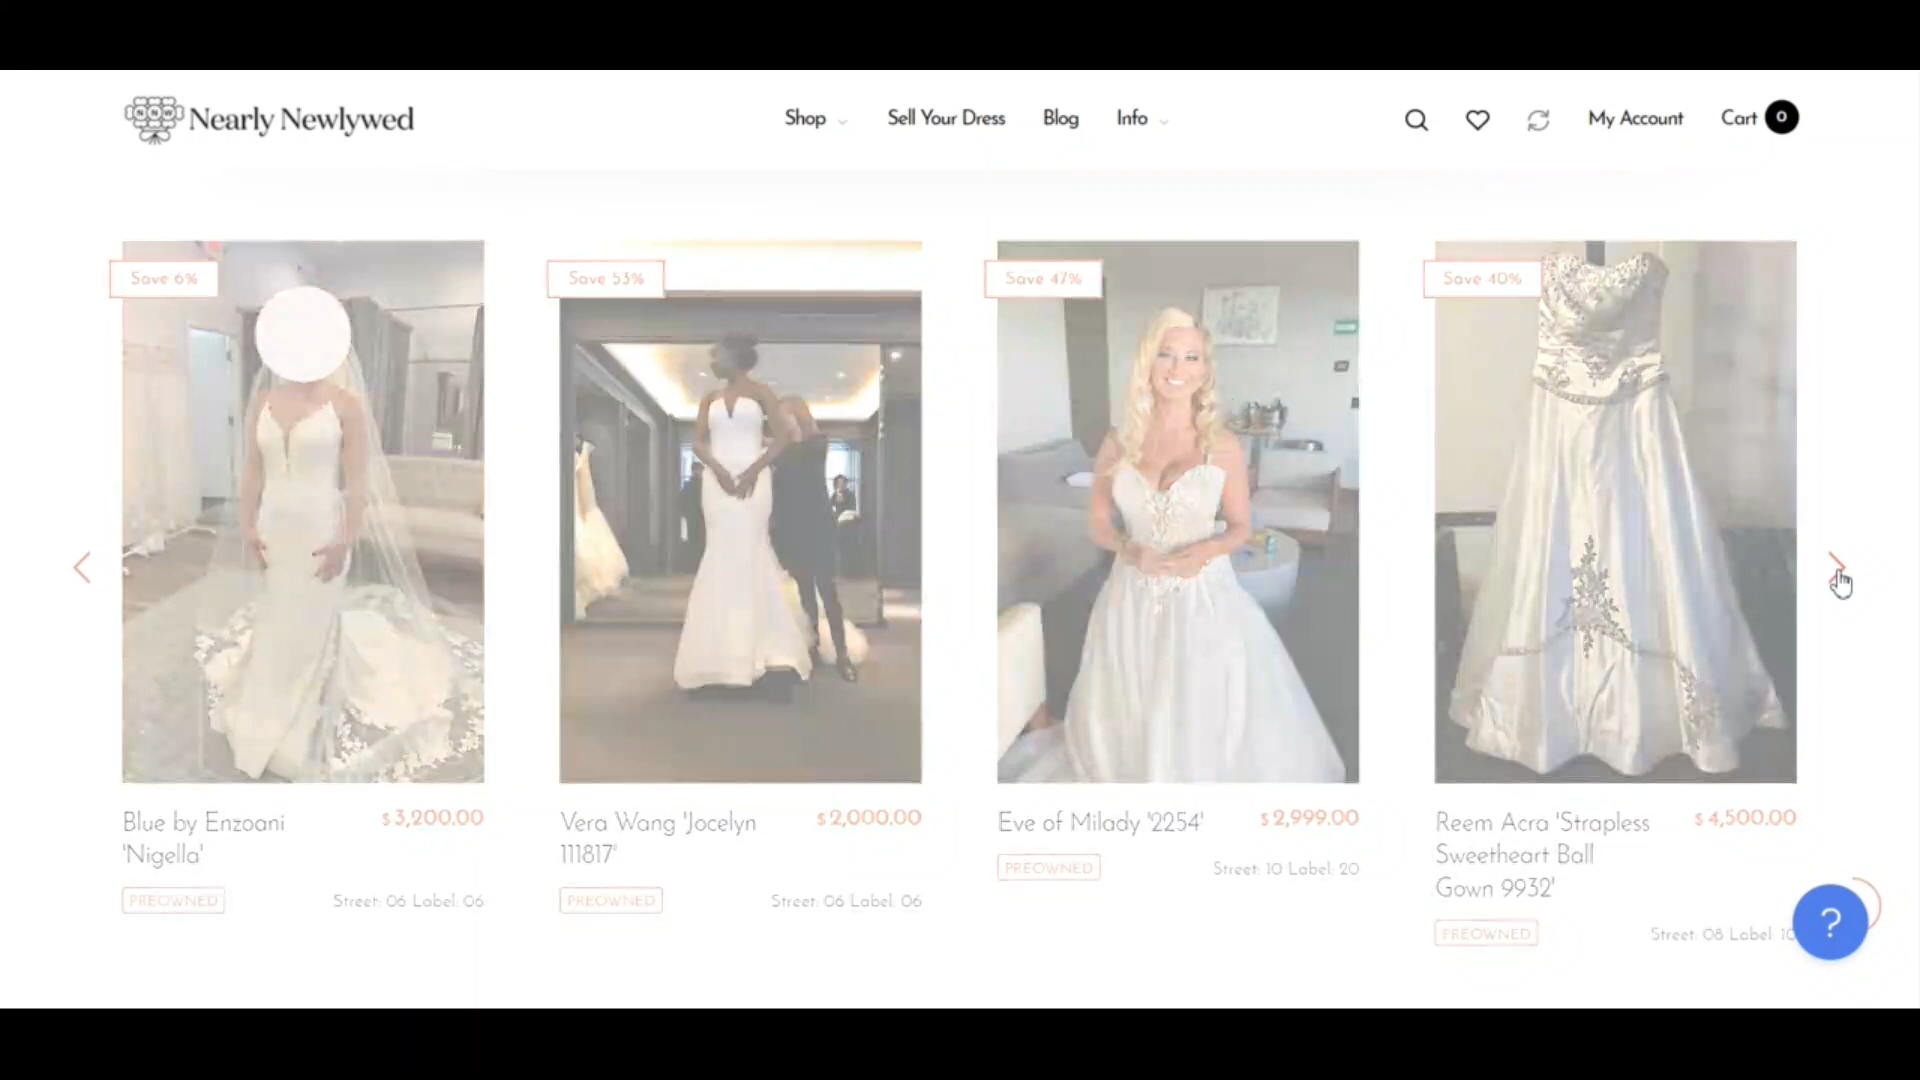 Nearly Newlywed
Shop
Sell Your Dress
Blog
Info
My Account
Cart 0
Save 6%
Save 53%
Save 47%
Save 40%
Blue by Enzoani
'Nigella'
$3,200.00
PREOWNED
Street: 06 Label: 06
Vera Wang 'Jocelyn
111817'
$2,000.00
PREOWNED
Street: 06 Label: 06
Eve of Milady '2254'
$2,999.00
PREOWNED
Street: 10 Label: 20
Reem Acra 'Strapless
Sweetheart Ball
Gown 9932'
$4,500.00
PREOWNED
Street: 08 Label: 10
?